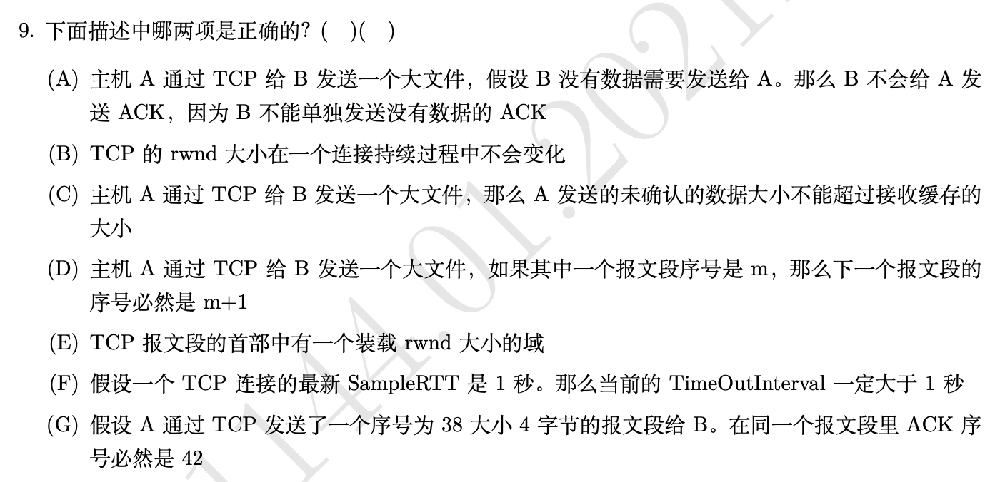 9. 下面描述中哪两项是正确的? ( )( )
(A) 主机 A 通过 TCP 给 B 发送一个大文件，假设 B 没有数据需要发送给 A。那么 B 不会给 A 发
送 ACK，因为 B 不能单独发送没有数据的 ACK
(B) TCP 的 rwnd 大小在一个连接持续过程中不会变化
(C) 主机 A 通过 TCP 给 B 发送一个大文件，那么 A 发送的未确认的数据大小不能超过接收缓存的
大小
(D) 主机 A 通过 TCP 给 B 发送一个大文件，如果其中一个报文段序号是 m，那么下一个报文段的
序号必然是 m+1
(E) TCP 报文段的首部中有一个装载 rwnd 大小的域
(F) 假设一个 TCP 连接的最新 SampleRTT 是 1 秒。那么当前的 TimeOutInterval 一定大于 1 秒
(G) 假设 A 通过 TCP 发送了一个序号为 38 大小 4 字节的报文段给 B。在同一个报文段里 ACK 序
号必然是 42